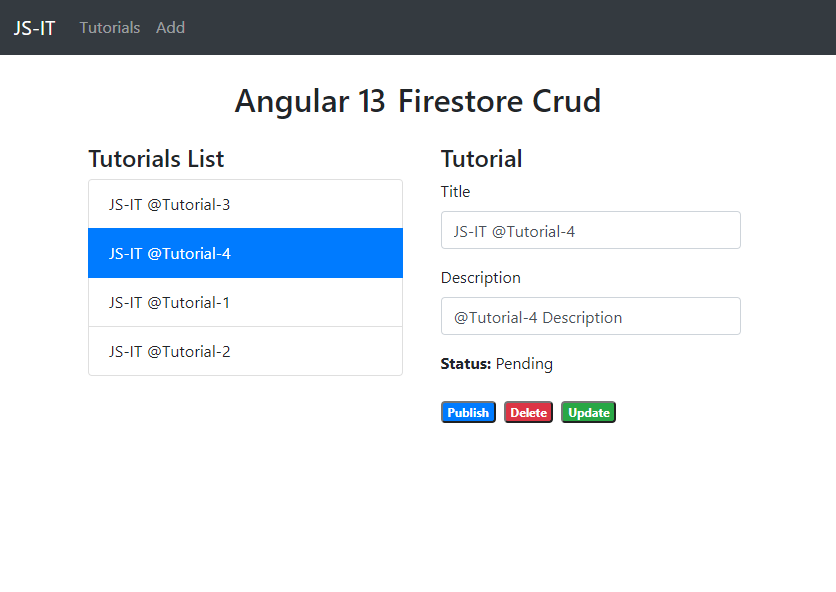 JS-IT Tutorials Add
Angular 13 Firestore Crud
Tutorials List
JS-IT @Tutorial-3
JS-IT @Tutorial-4
JS-IT @Tutorial-1
JS-IT @Tutorial-2
Tutorial
Title
JS-IT @Tutorial-4
Description
@Tutorial-4 Description
Status: Pending
Publish Delete Update